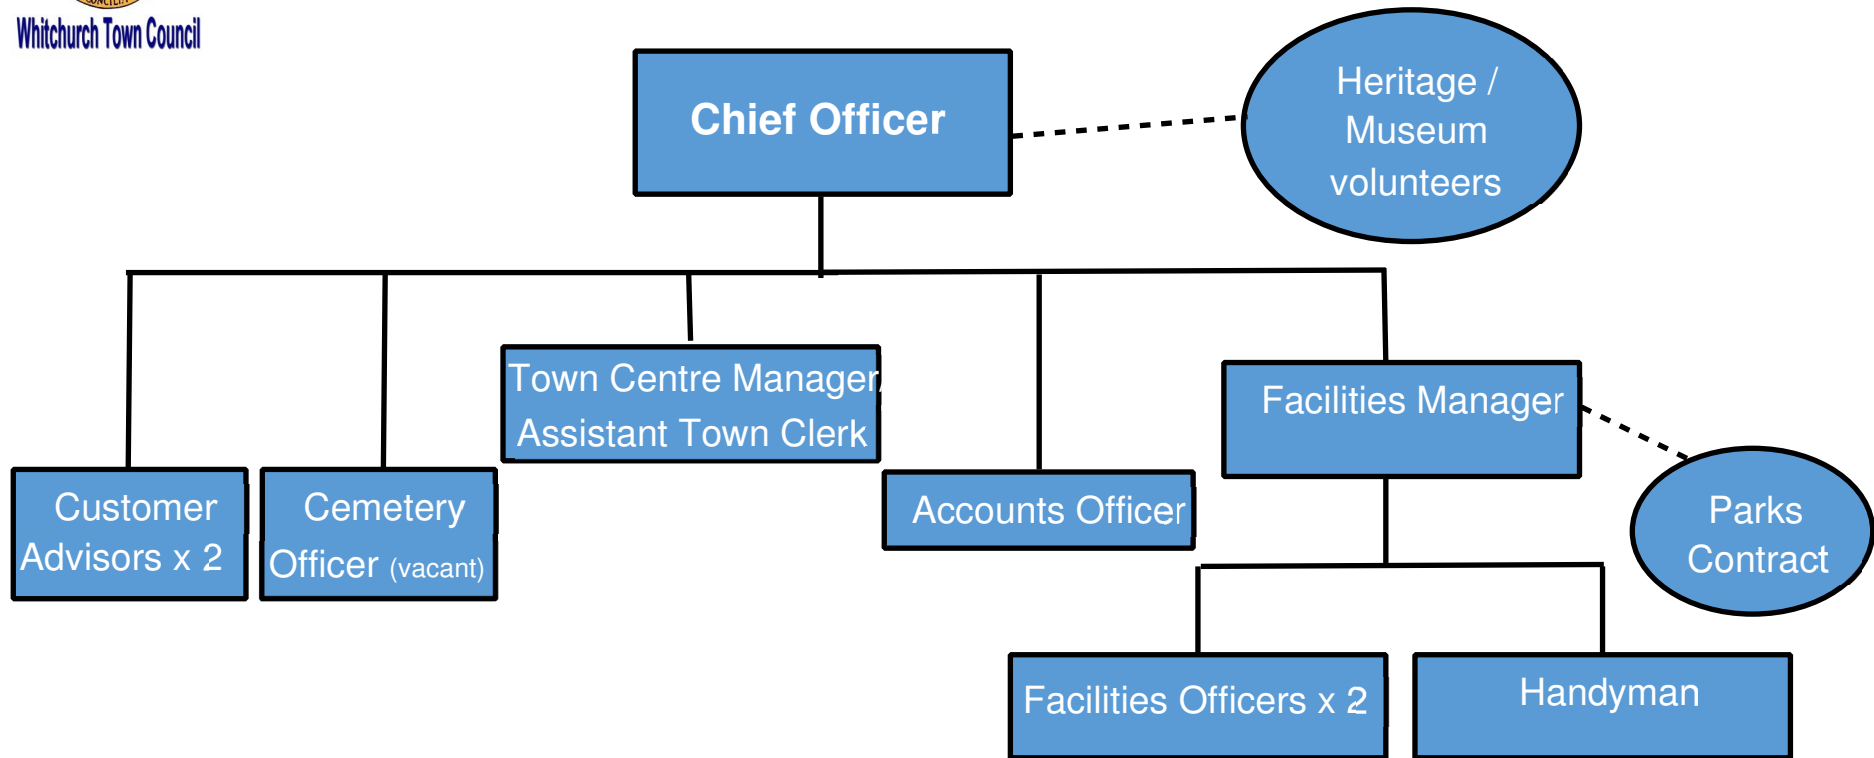 Whitchurch Town Council
Chief Officer
Heritage /
Museum
volunteers
Town Centre Manager/
Assistant Town Clerk
Facilities Manager
Customer
Advisors x 2
Cemetery
Officer (vacant)
Accounts Officer
Parks
Contract
Facilities Officers x 2
Handyman